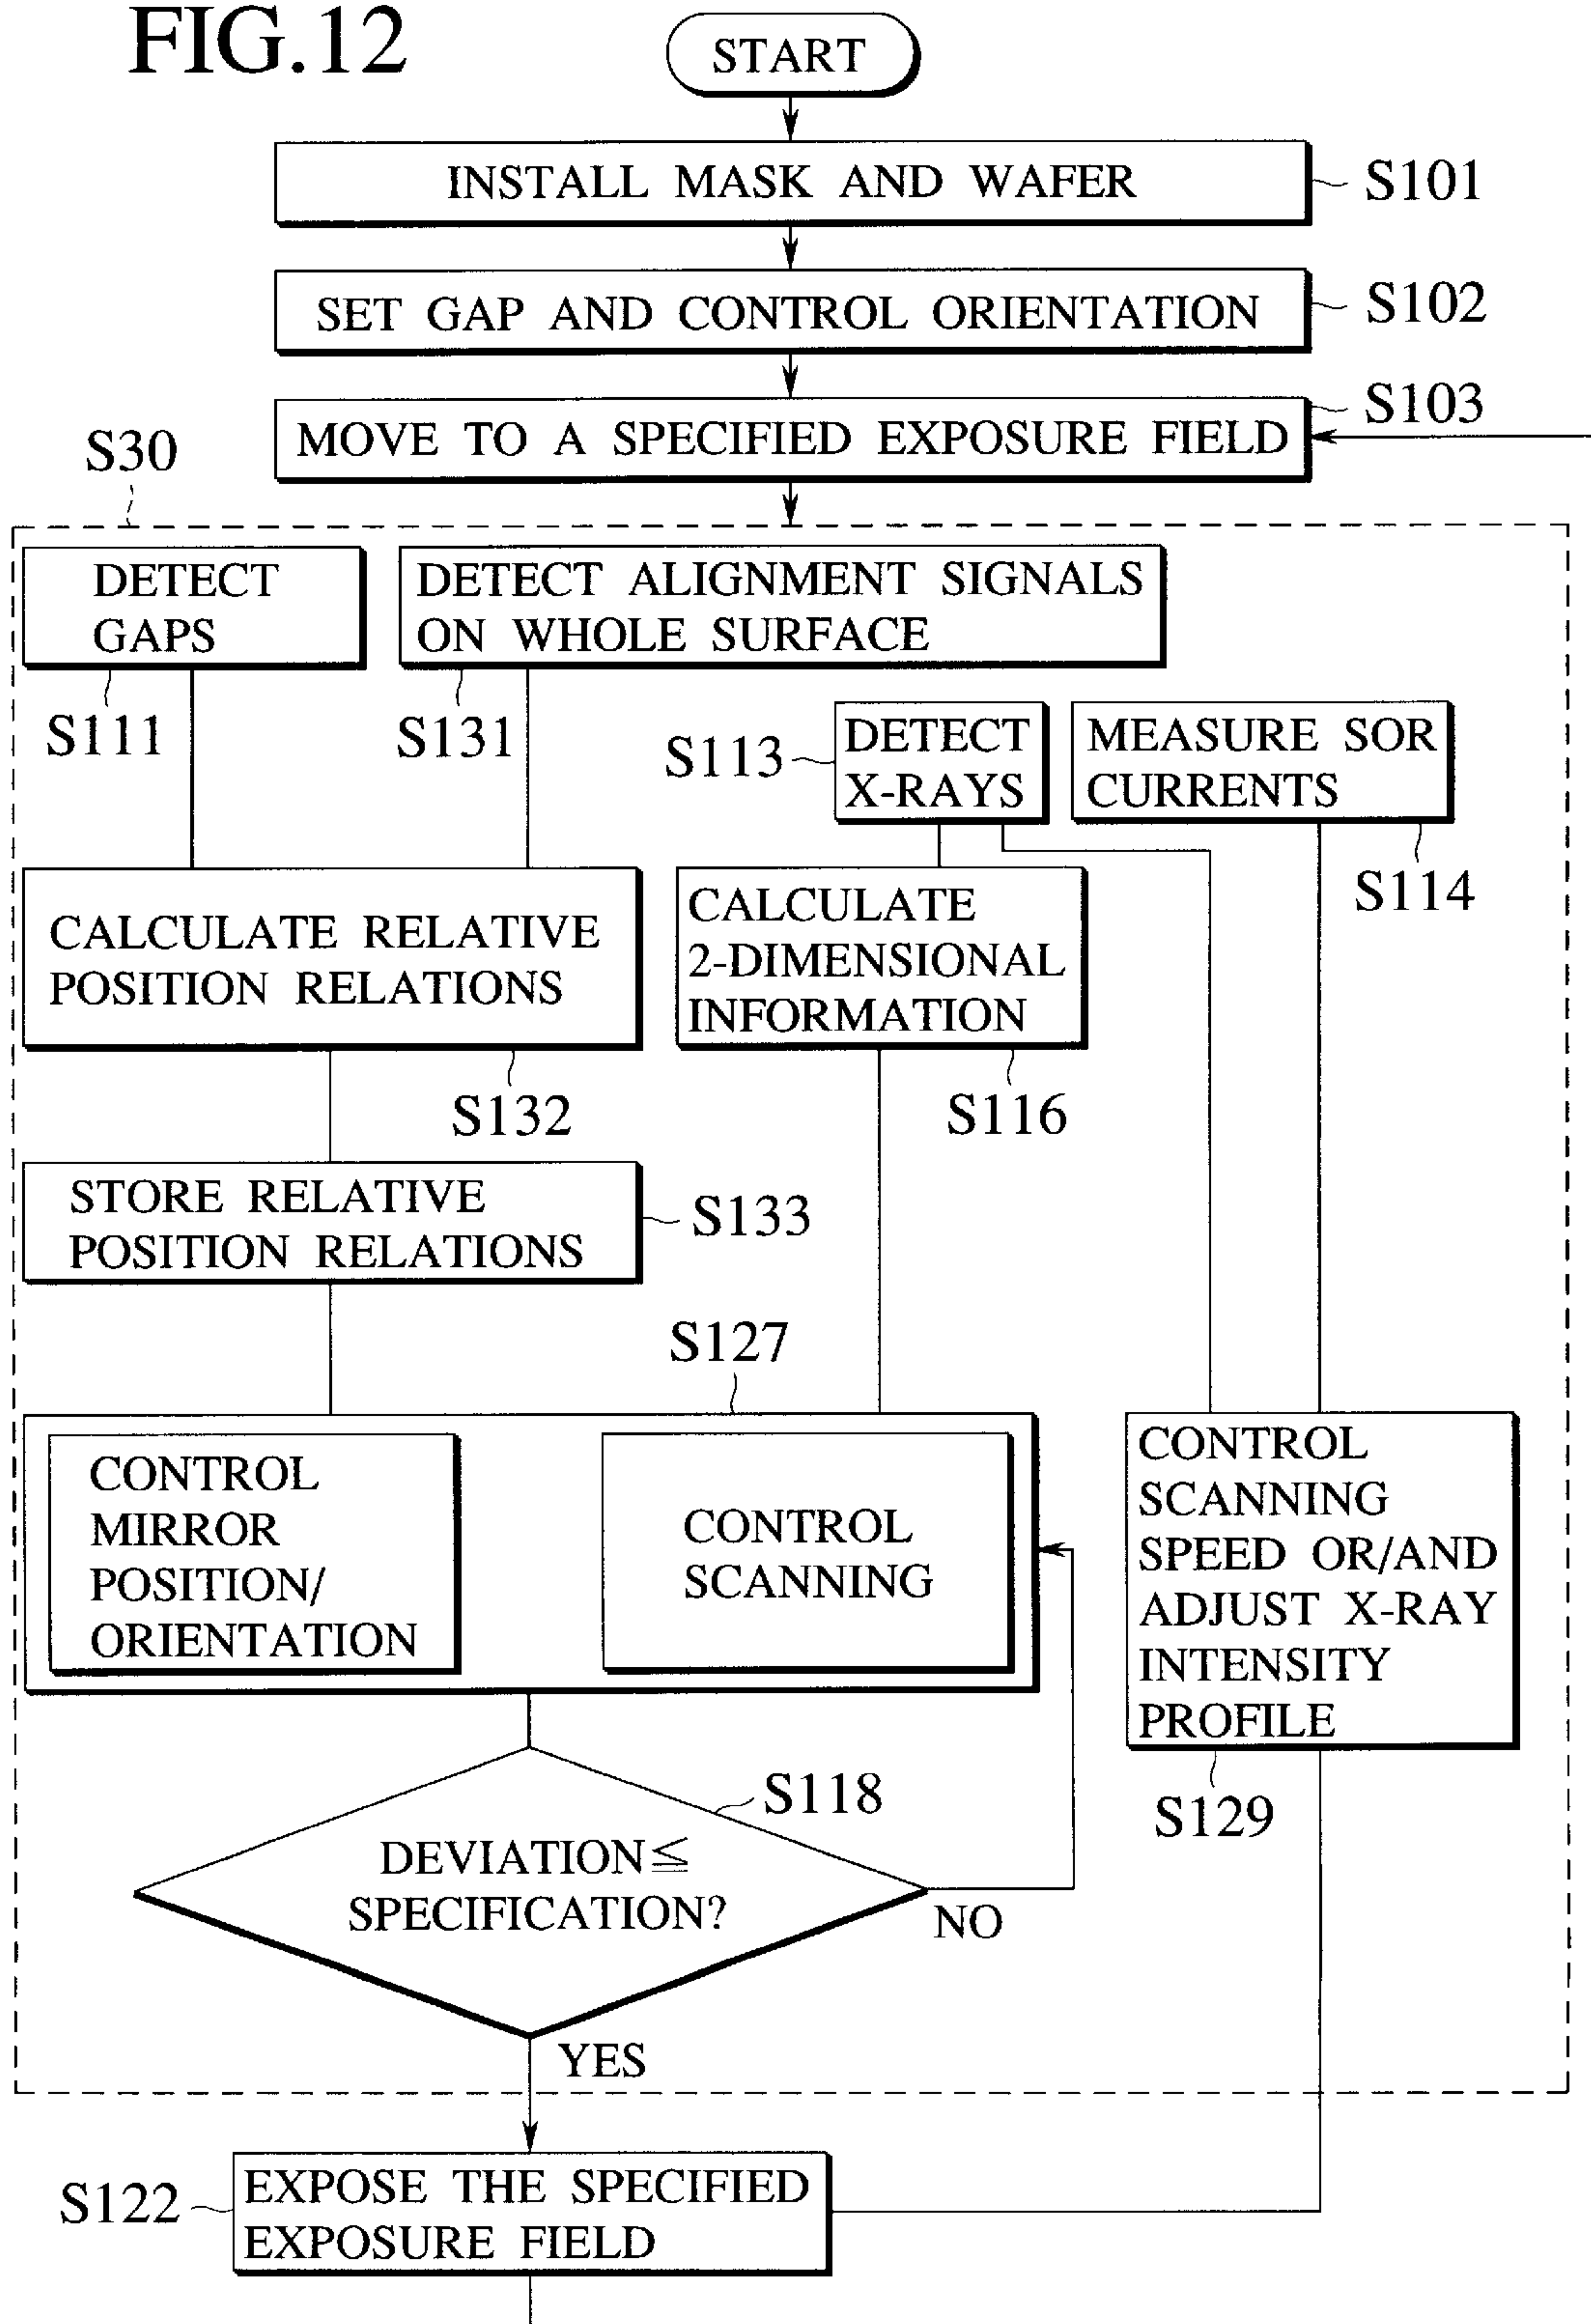 FIG.12
START
INSTALL MASK AND WAFER
S101
SET GAP AND CONTROL ORIENTATION
S102
S103
MOVE TO A SPECIFIED EXPOSURE FIELD
S30
DETECT
GAPS
DETECT ALIGNMENT SIGNALS
ON WHOLE SURFACE
S111
S131
S113
DETECT
X-RAYS
MEASURE SOR
CURRENTS
S114
CALCULATE RELATIVE
POSITION RELATIONS
CALCULATE
2-DIMENSIONAL
INFORMATION
S132
S116
STORE RELATIVE
POSITION RELATIONS
S133
S127
CONTROL
MIRROR
POSITION/
ORIENTATION
CONTROL
SCANNING
CONTROL
SCANNING
SPEED OR/AND
ADJUST X-RAY
INTENSITY
PROFILE
S118
S129
DEVIATION≦
SPECIFICATION?
NO
YES
S122
EXPOSE THE SPECIFIED
EXPOSURE FIELD